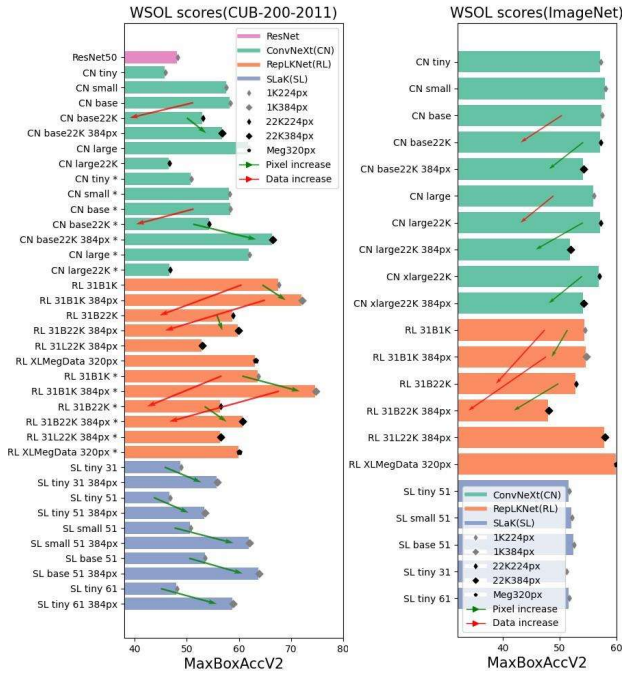 WSOL scores(CUB-200-2011)
ResNet50
CN tiny
CN small
CN base
CN base22K
CN base22K 384px
CN large
CN large22K
CN tiny *
CN small *
CN base *
CN base22K *
CN base22K 384px *
CN large *
CN large22K *
RL 31B1K
RL 31B1K 384px
RL 31B22K
RL 31B22K 384px
RL 31L22K 384px
RL XLMegData 320px
RL 31B1K *
RL 31B1K 384px *
RL 31B22K *
RL 31B22K 384px *
RL 31L22K 384px *
RL XLMegData 320px *
SL tiny 31
SL tiny 31 384px
SL tiny 51
SL tiny 51 384px
SL small 51
SL small 51 384px
SL base 51
SL base 51 384px
SL tiny 61
SL tiny 61 384px
ResNet
ConvNeXt(CN)
RepLKNet(RL)
SLaK(SL)
1K224px
1K384px
22K224px
22K384px
Meg320px
Pixel increase
Data increase
40 50 60 70 80
MaxBoxAccV2
WSOL scores(ImageNet)
CN tiny
CN small
CN base
CN base22K
CN base22K 384px
CN large
CN large22K
CN large22K 384px
CN xlarge22K
CN xlarge22K 384px
RL 31B1K
RL 31B1K 384px
RL 31B22K
RL 31B22K 384px
RL 31L22K 384px
RL XLMegData 320px
SL tiny 51
SL small 51
SL base 51
SL tiny 31
SL tiny 61
ConvNeXt(CN)
RepLKNet(RL)
SLaK(SL)
1K224px
1K384px
22K224px
22K384px
Meg320px
Pixel increase
Data increase
40 50 60
MaxBoxAccV2